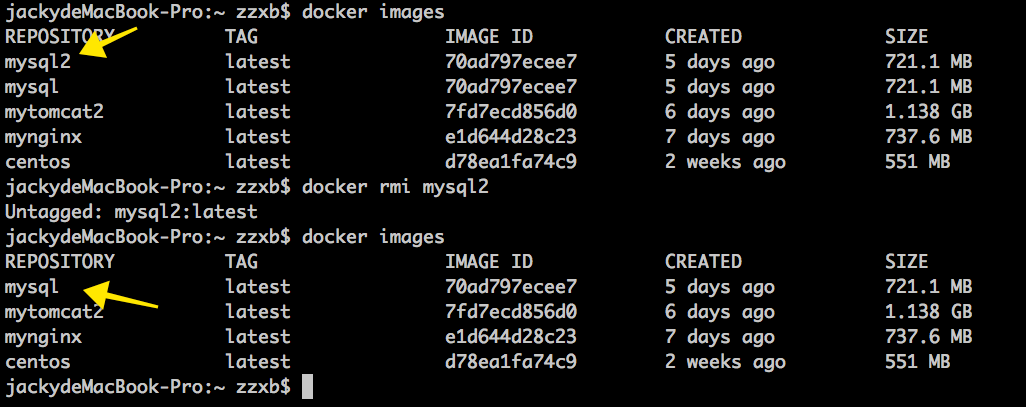 jackydeMacBook-Pro:~ zzxb$ docker images
REPOSITORY TAG IMAGE ID CREATED SIZE
mysql2 latest 70ad797ecee7 5 days ago 721.1 MB
mysql latest 70ad797ecee7 5 days ago 721.1 MB
mytomcat2 latest 7fd7ecd856d0 6 days ago 1.138 GB
mynginx latest e1d644d28c23 7 days ago 737.6 MB
centos latest d78ea1fa74c9 2 weeks ago 551 MB
jackydeMacBook-Pro:~ zzxb$ docker rmi mysql2
Untagged: mysql2:latest
jackydeMacBook-Pro:~ zzxb$ docker images
REPOSITORY TAG IMAGE ID CREATED SIZE
mysql latest 70ad797ecee7 5 days ago 721.1 MB
mytomcat2 latest 7fd7ecd856d0 6 days ago 1.138 GB
mynginx latest e1d644d28c23 7 days ago 737.6 MB
centos latest d78ea1fa74c9 2 weeks ago 551 MB
jackydeMacBook-Pro:~ zzxb$